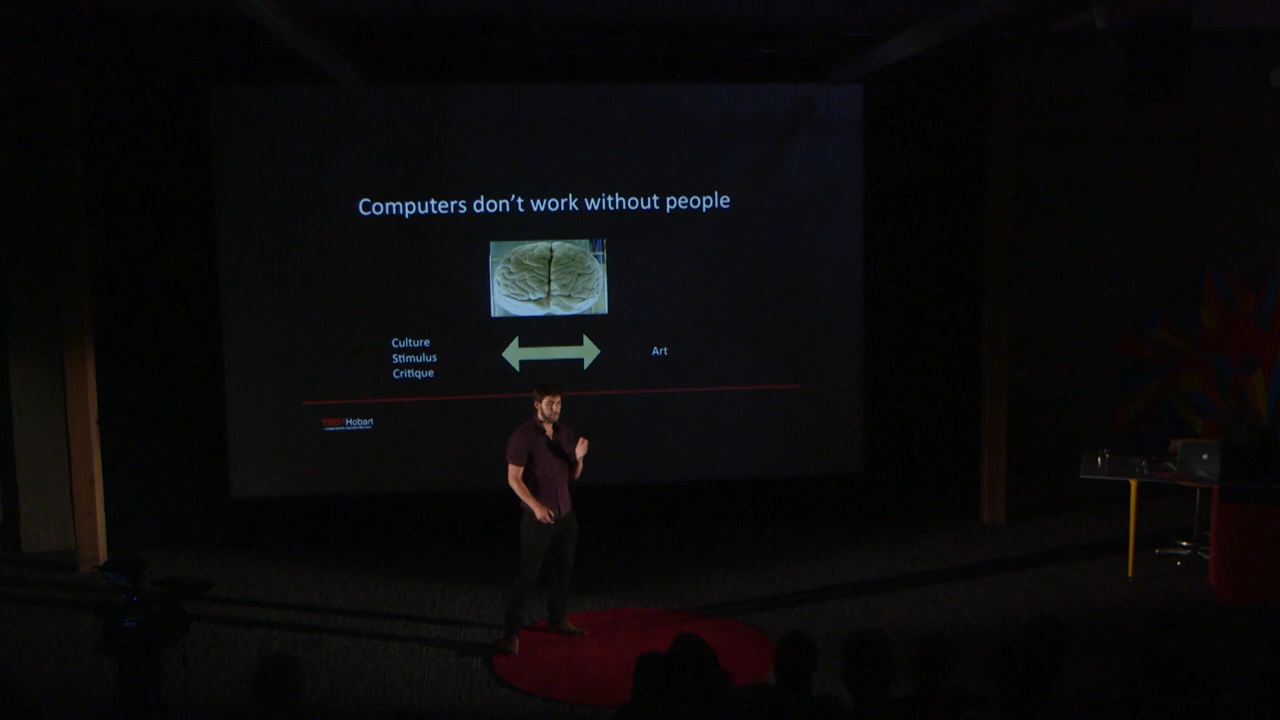 Computers don't work without people
Culture
Stimulus
Critique
Art
TEDxHobart